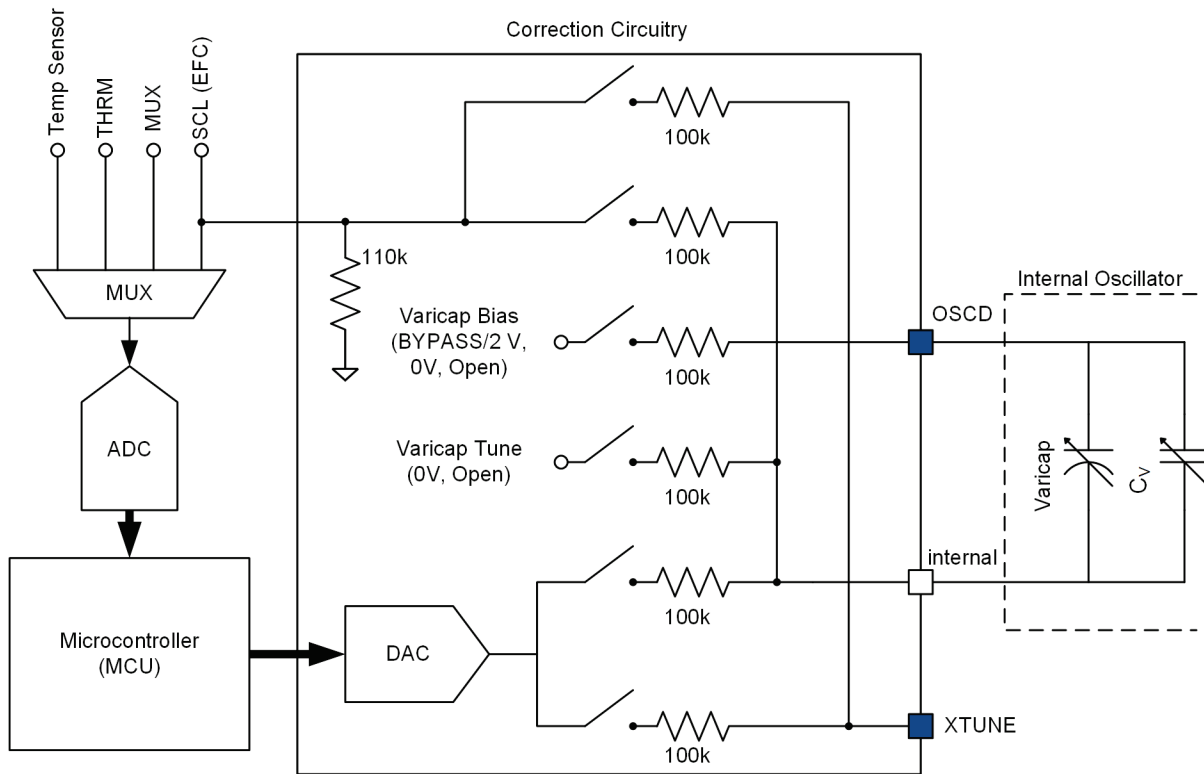 Correction Circuitry
Temp Sensor
THRM
MUX
SCL (EFC)
100k
100k
110k
MUX
Internal Oscillator
Varicap Bias
(BYPASS/2 V,
0V, Open)
OSCD
100k
ADC
Varicap Tune
(0V, Open)
100k
Varicap
CV
internal
100k
Microcontroller
(MCU)
DAC
XTUNE
100k